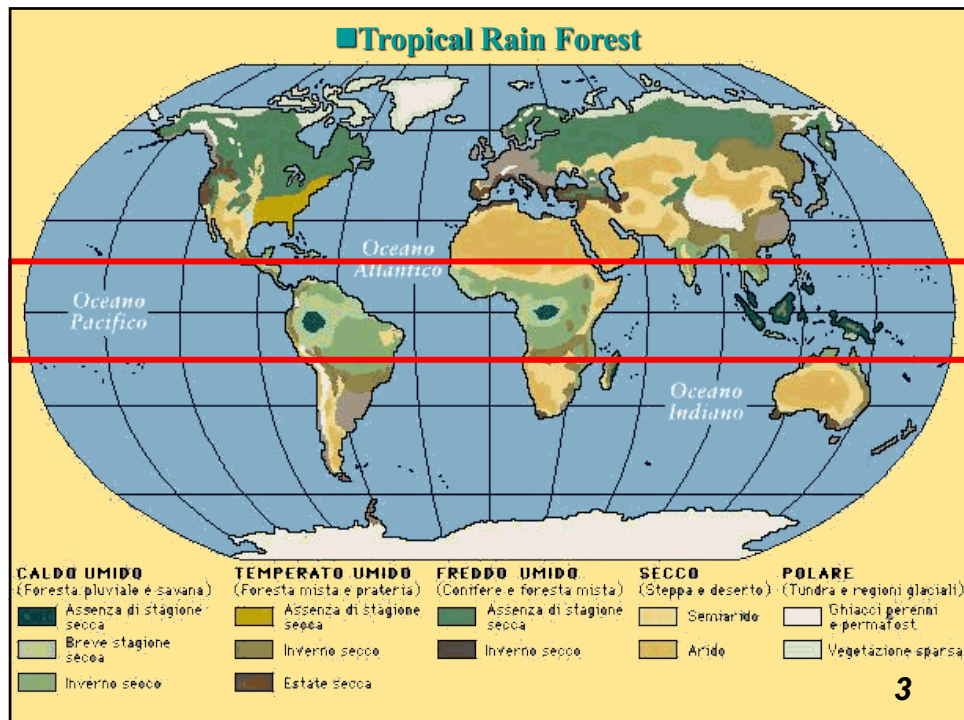 Tropical Rain Forest
Oceano
Atlantico
Oceano
Pacifico
Oceano
Indiano
CALDO UMIDO
(Foresta pluviale e savana)
Assenza di stagione
secca
Breve stagione
secca
Inverno secco
TEMPERATO UMIDO
(Foresta mista e prateria)
Assenza di stagione
secca
Inverno secco
Estate secca
FREDDO UMIDO
(Conifere e foresta mista)
Assenza di stagione
secca
Inverno secco
SECCO
(Steppa e deserto)
Semiarido
Arido
POLARE
(Tundra e regioni glaciali)
Ghiacci perenni
e permafost
Vegetazione sparsa
3